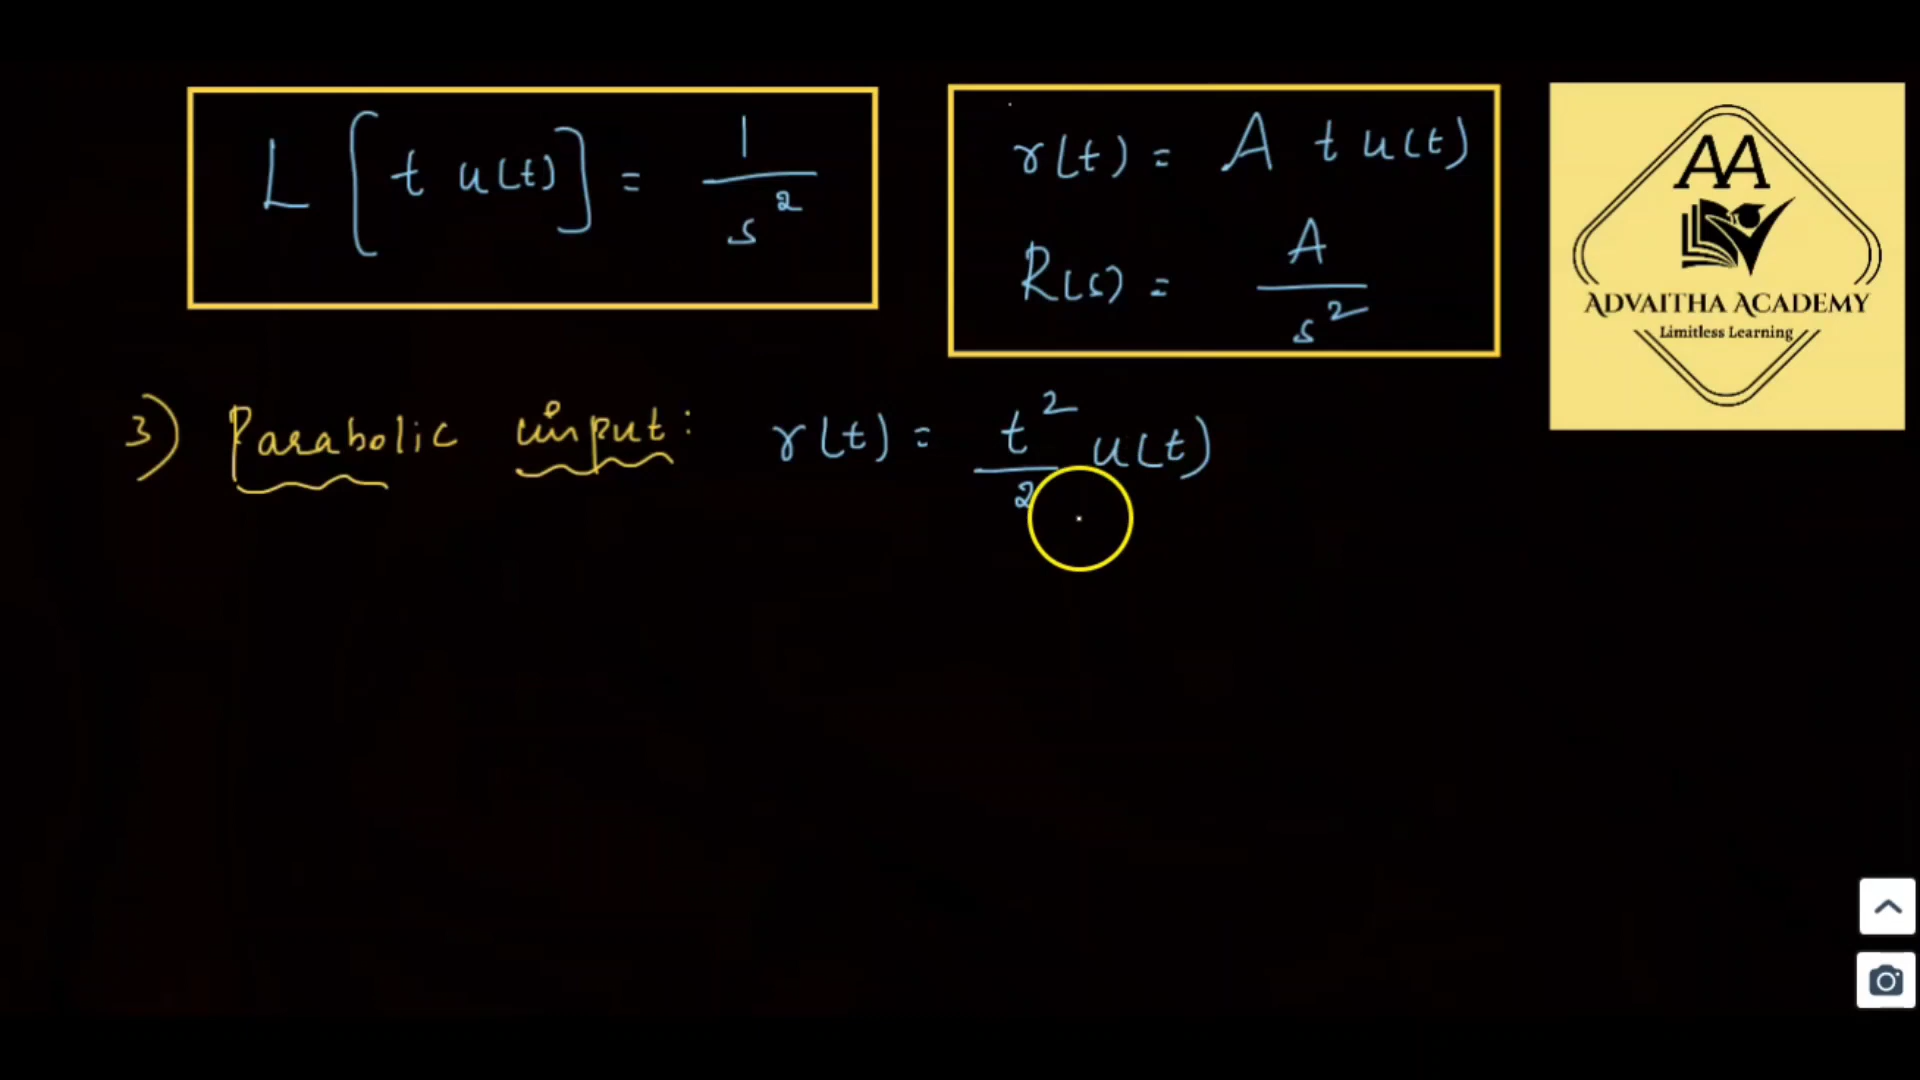 L [ t u(t) ] = 1/s²
r(t) = A t u(t)
R(s) = A/s²
AA
ADVAITHA ACADEMY
Limitless Learning
3) Parabolic input: r(t) = t²/2 u(t)